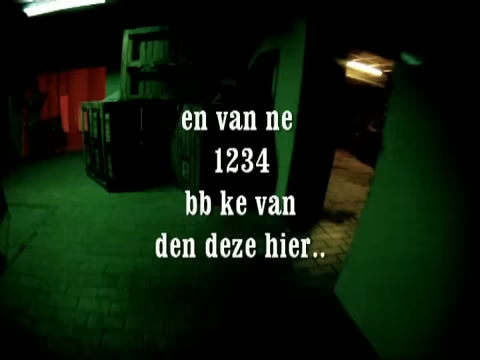 en van ne
1234
bb ke van
den deze hier..